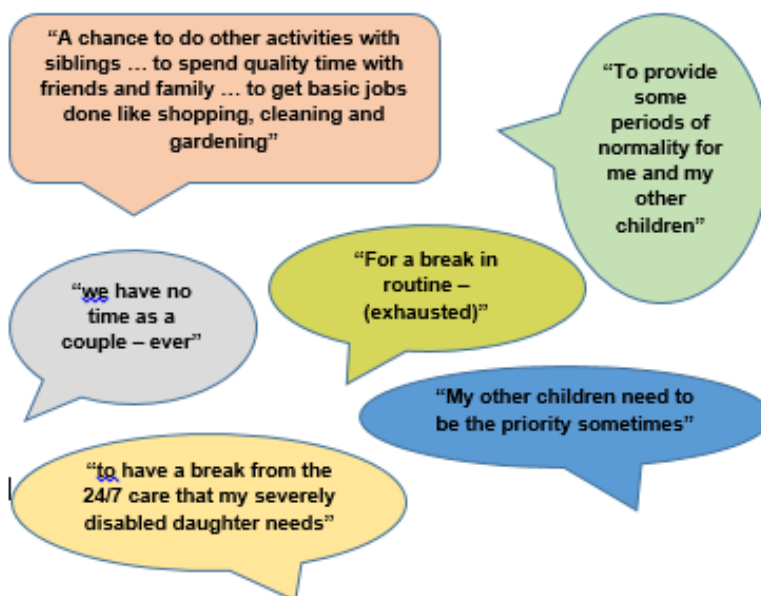 “A chance to do other activities with
siblings … to spend quality time with
friends and family … to get basic jobs
done like shopping, cleaning and
gardening”
“To provide
some
periods of
normality for
me and my
other
children”
“For a break in
routine –
(exhausted)”
“we have no
time as a
couple – ever”
“My other children need to
be the priority sometimes”
“to have a break from the
24/7 care that my severely
disabled daughter needs”